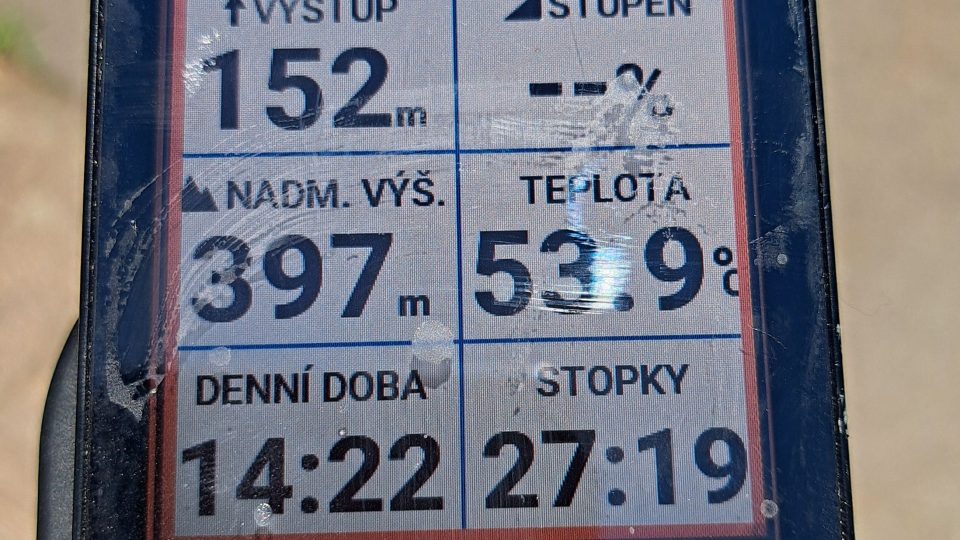 VÝSTUP STUPEŇ
152m --%
NADM. VÝŠ. TEPLOTA
397m 53.9°C
DENNÍ DOBA STOPKY
14:22 27:19